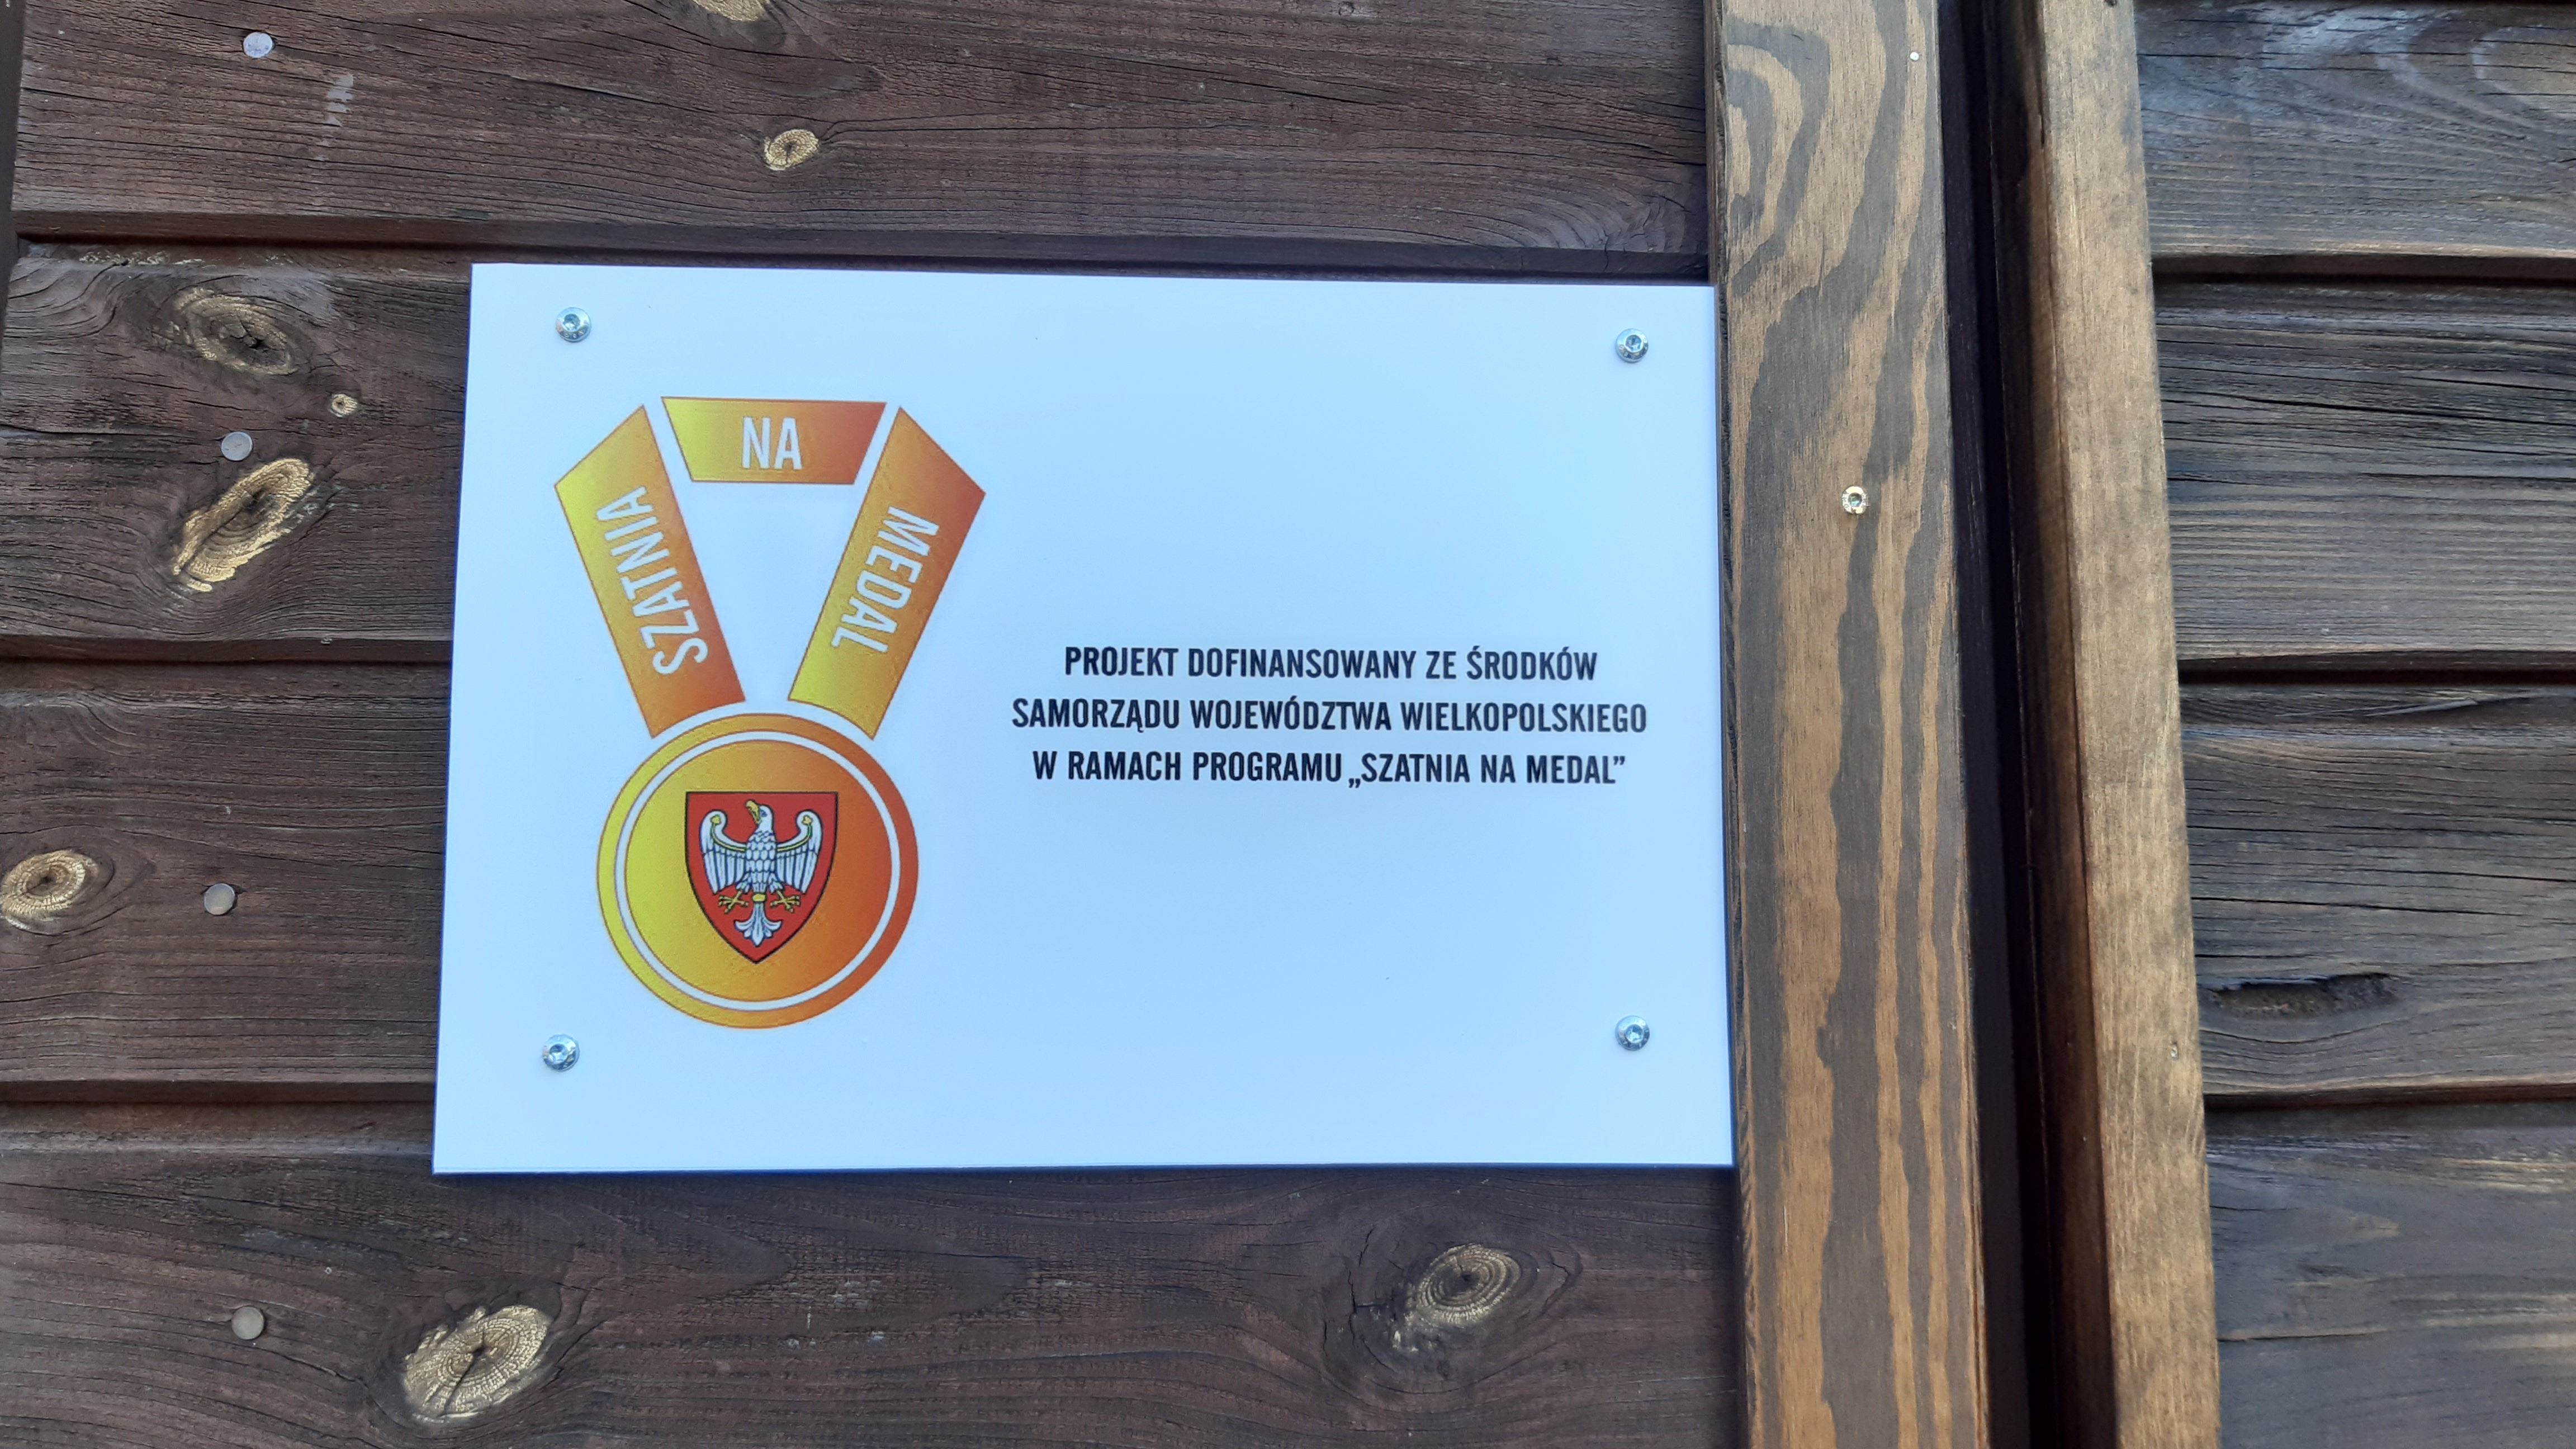 SZATNIA
NA
MEDAL
PROJEKT DOFINANSOWANY ZE ŚRODKÓW
SAMORZĄDU WOJEWÓDZTWA WIELKOPOLSKIEGO
W RAMACH PROGRAMU „SZATNIA NA MEDAL”